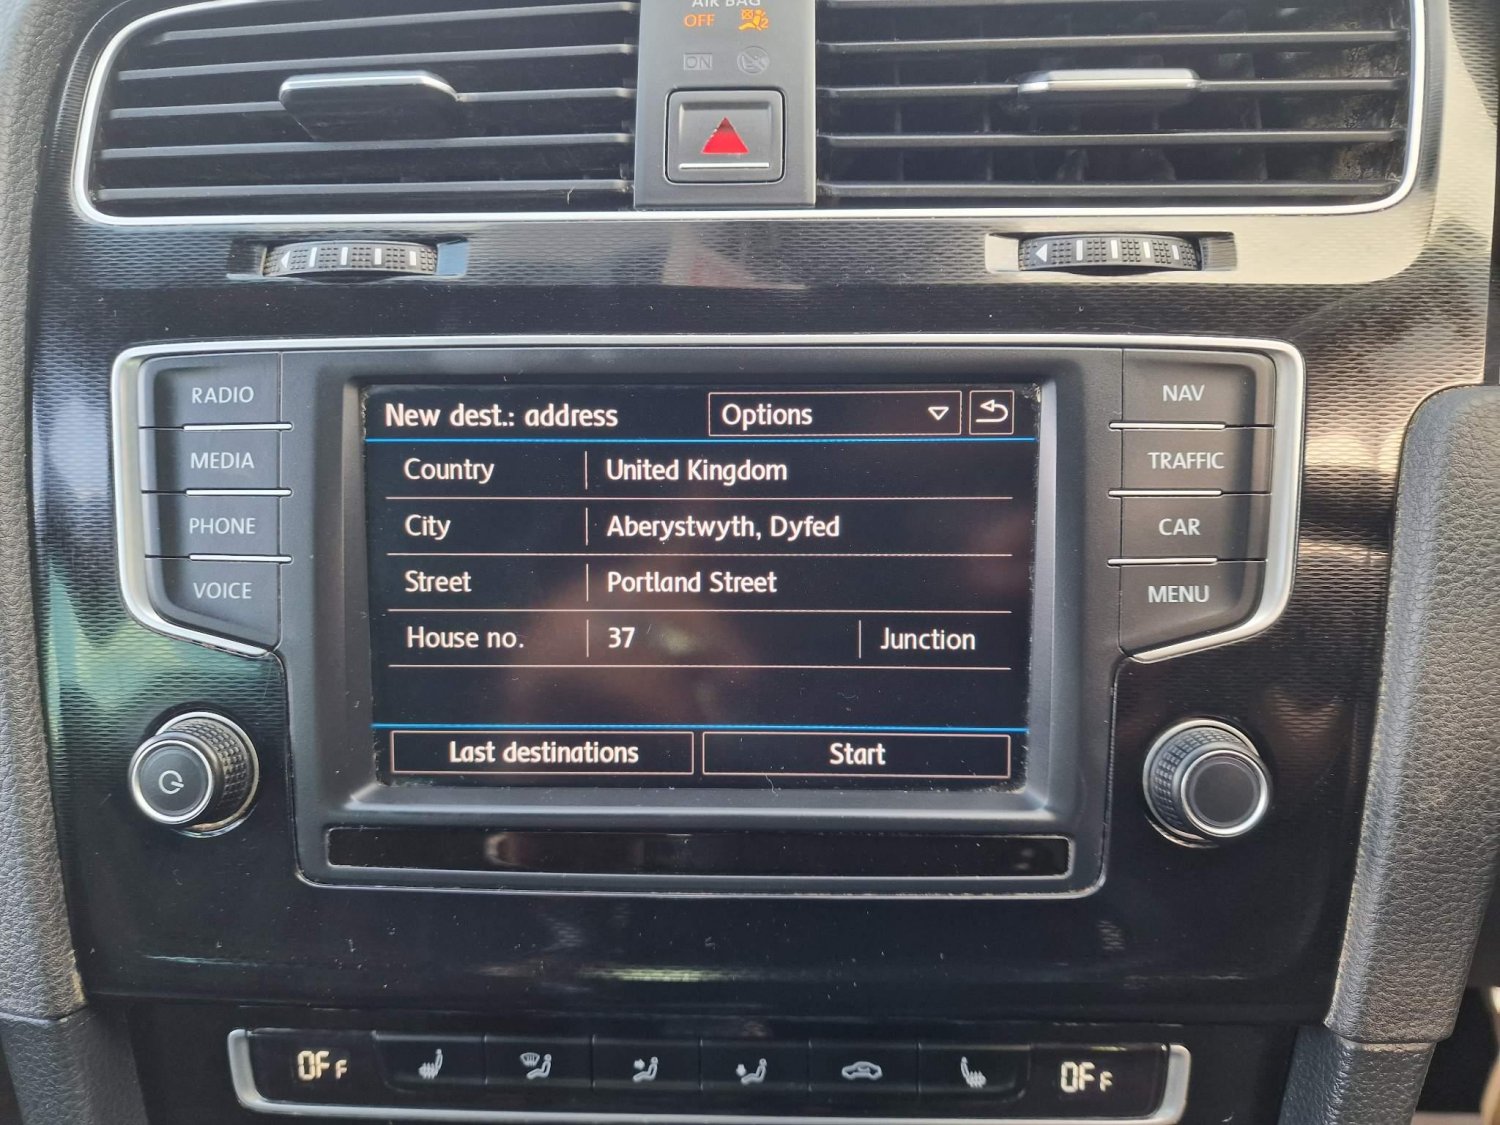 AIR BAG
OFF
ON
RADIO
MEDIA
PHONE
VOICE
New dest.: address
Options
Country
United Kingdom
City
Aberystwyth, Dyfed
Street
Portland Street
House no.
37
Junction
Last destinations
Start
NAV
TRAFFIC
CAR
MENU
OFF
OFF